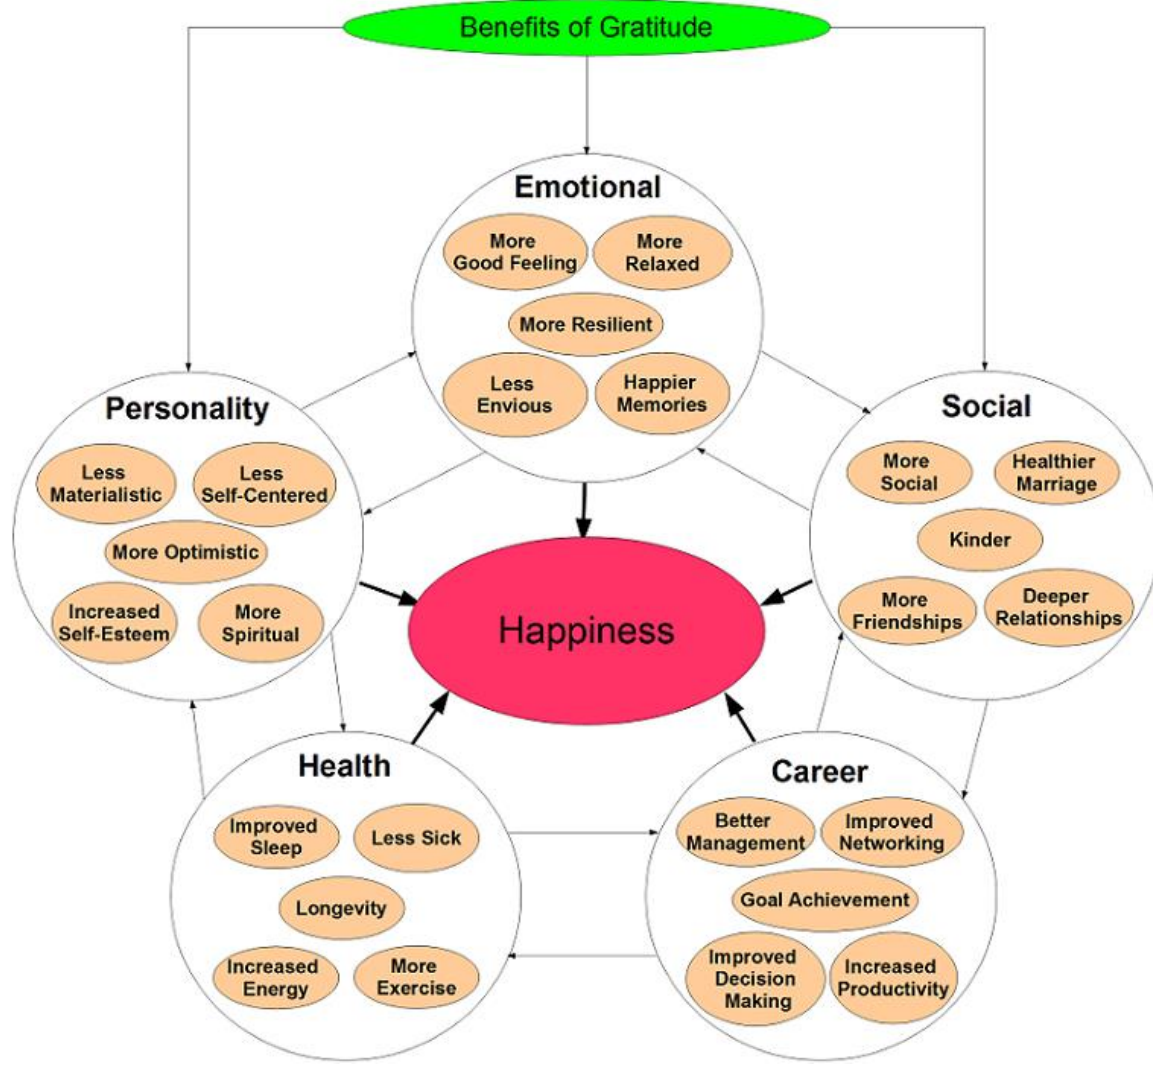 Benefits of Gratitude
Emotional
More
Good Feeling
More
Relaxed
More Resilient
Less
Envious
Happier
Memories
Personality
Less
Materialistic
Less
Self-Centered
More Optimistic
Increased
Self-Esteem
More
Spiritual
Social
More
Social
Healthier
Marriage
Kinder
More
Friendships
Deeper
Relationships
Happiness
Health
Improved
Sleep
Less Sick
Longevity
Increased
Energy
More
Exercise
Career
Better
Management
Improved
Networking
Goal Achievement
Improved
Decision
Making
Increased
Productivity